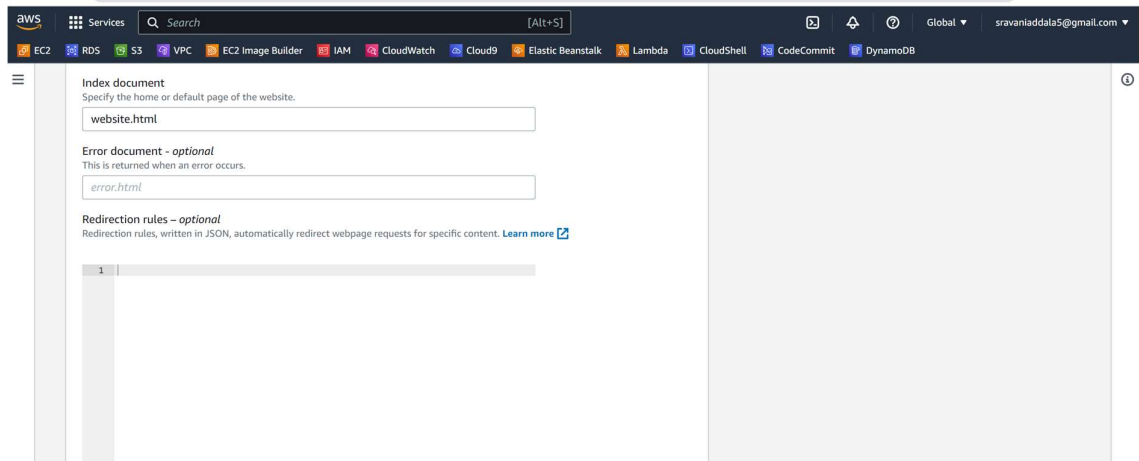 aws Services Search [Alt+S] Global sravaniaddala5@gmail.com
EC2 RDS S3 VPC EC2 Image Builder IAM CloudWatch Cloud9 Elastic Beanstalk Lambda CloudShell CodeCommit DynamoDB
Index document
Specify the home or default page of the website.
website.html
Error document - optional
This is returned when an error occurs.
error.html
Redirection rules – optional
Redirection rules, written in JSON, automatically redirect webpage requests for specific content. Learn more
1